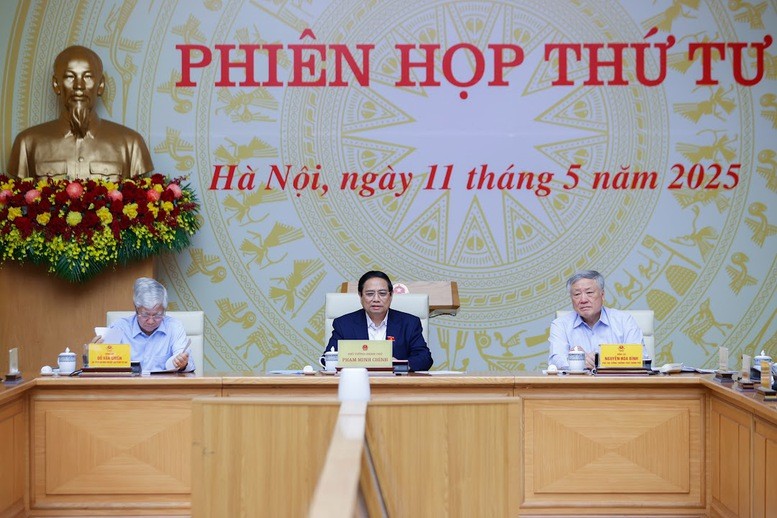 PHIÊN HỌP THỨ TƯ
Hà Nội, ngày 11 tháng 5 năm 2025
ĐỖ VĂN CHIẾN
PHẠM MINH CHÍNH
NGUYỄN HÒA BÌNH